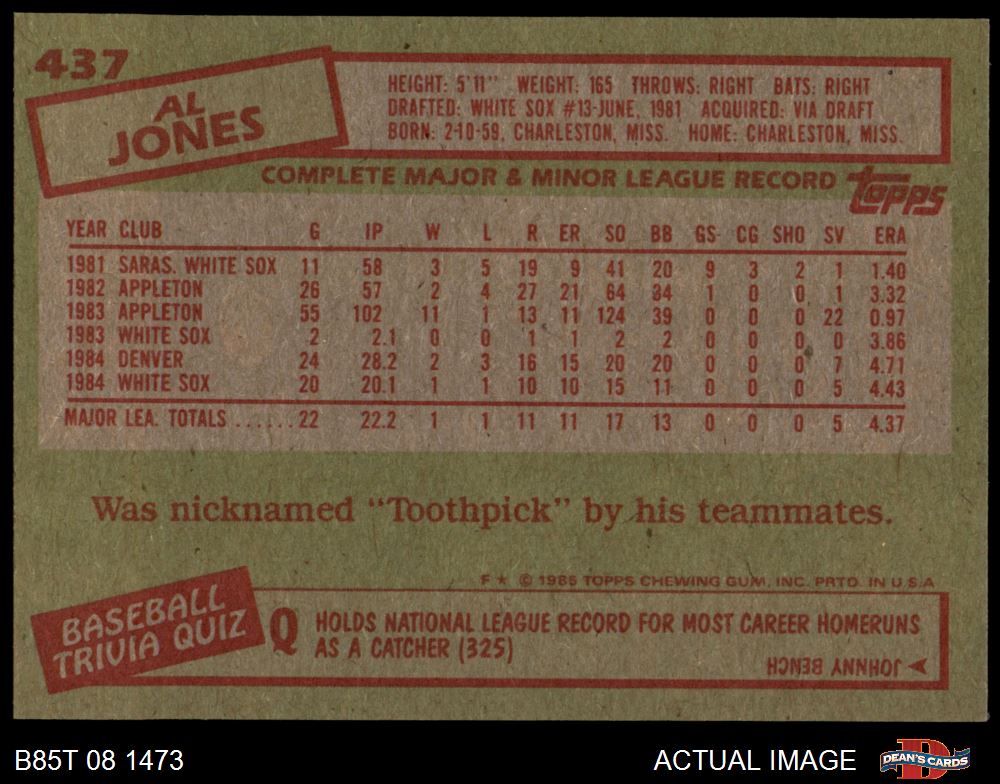 437
AL
JONES
HEIGHT: 5'11" WEIGHT: 165 THROWS: RIGHT BATS: RIGHT
DRAFTED: WHITE SOX #13-JUNE, 1981 ACQUIRED: VIA DRAFT
BORN: 2-10-59, CHARLESTON, MISS. HOME: CHARLESTON, MISS.
COMPLETE MAJOR & MINOR LEAGUE RECORD
topps
YEAR CLUB G IP W L R ER SO BB GS CG SHO SV ERA
1981 SARAS. WHITE SOX 11 58 3 5 19 9 41 20 9 3 2 1 1.40
1982 APPLETON 26 57 2 4 27 21 64 34 1 0 0 1 3.32
1983 APPLETON 55 102 11 1 13 11 124 39 0 0 0 22 0.97
1983 WHITE SOX 2 2.1 0 0 1 1 2 2 0 0 0 0 3.86
1984 DENVER 24 28.2 2 3 16 15 20 20 0 0 0 7 4.71
1984 WHITE SOX 20 20.1 1 1 10 10 15 11 0 0 0 5 4.43
MAJOR LEA. TOTALS ...... 22 22.2 1 1 11 11 17 13 0 0 0 5 4.37
Was nicknamed "Toothpick" by his teammates.
F ★ © 1985 TOPPS CHEWING GUM, INC. PRTD. IN U.S.A
BASEBALL
TRIVIA QUIZ
Q HOLDS NATIONAL LEAGUE RECORD FOR MOST CAREER HOMERUNS
AS A CATCHER (325)
JOHNNY BENCH
B85T 08 1473
ACTUAL IMAGE
D
DEAN'S CARDS